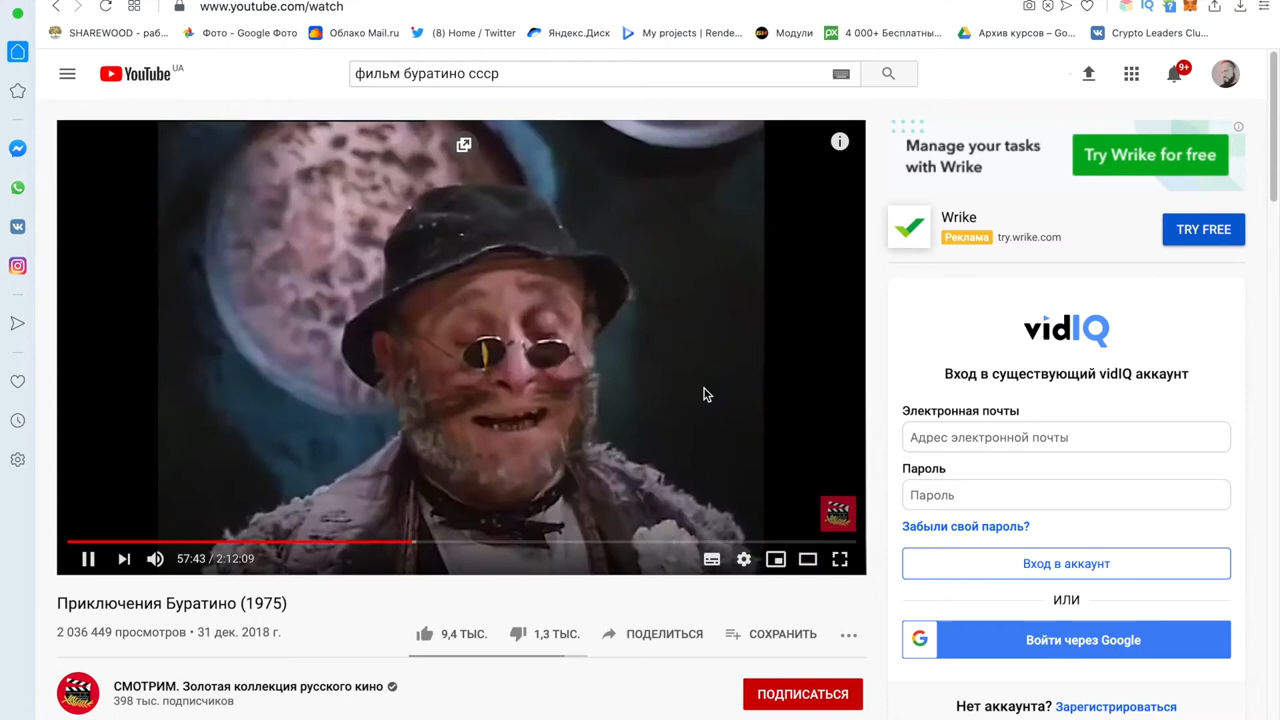 www.youtube.com/watch
SHAREWOOD - раб...
Фото - Google Фото
Облако Mail.ru
(8) Home / Twitter
Яндекс.Диск
My projects | Rende...
Модули
4 000+ Бесплатны...
Архив курсов – Go...
Crypto Leaders Clu...
YouTube UA
фильм буратино ссср
9+
Manage your tasks
with Wrike
Try Wrike for free
Wrike
Реклама try.wrike.com
TRY FREE
vidIQ
Вход в существующий vidIQ аккаунт
Электронная почты
Адрес электронной почты
Пароль
Пароль
Забыли свой пароль?
Вход в аккаунт
ИЛИ
Войти через Google
Нет аккаунта? Зарегистрироваться
57:43 / 2:12:09
Приключения Буратино (1975)
2 036 449 просмотров • 31 дек. 2018 г.
9,4 ТЫС.
1,3 ТЫС.
ПОДЕЛИТЬСЯ
СОХРАНИТЬ
СМОТРИМ. Золотая коллекция русского кино
398 тыс. подписчиков
ПОДПИСАТЬСЯ